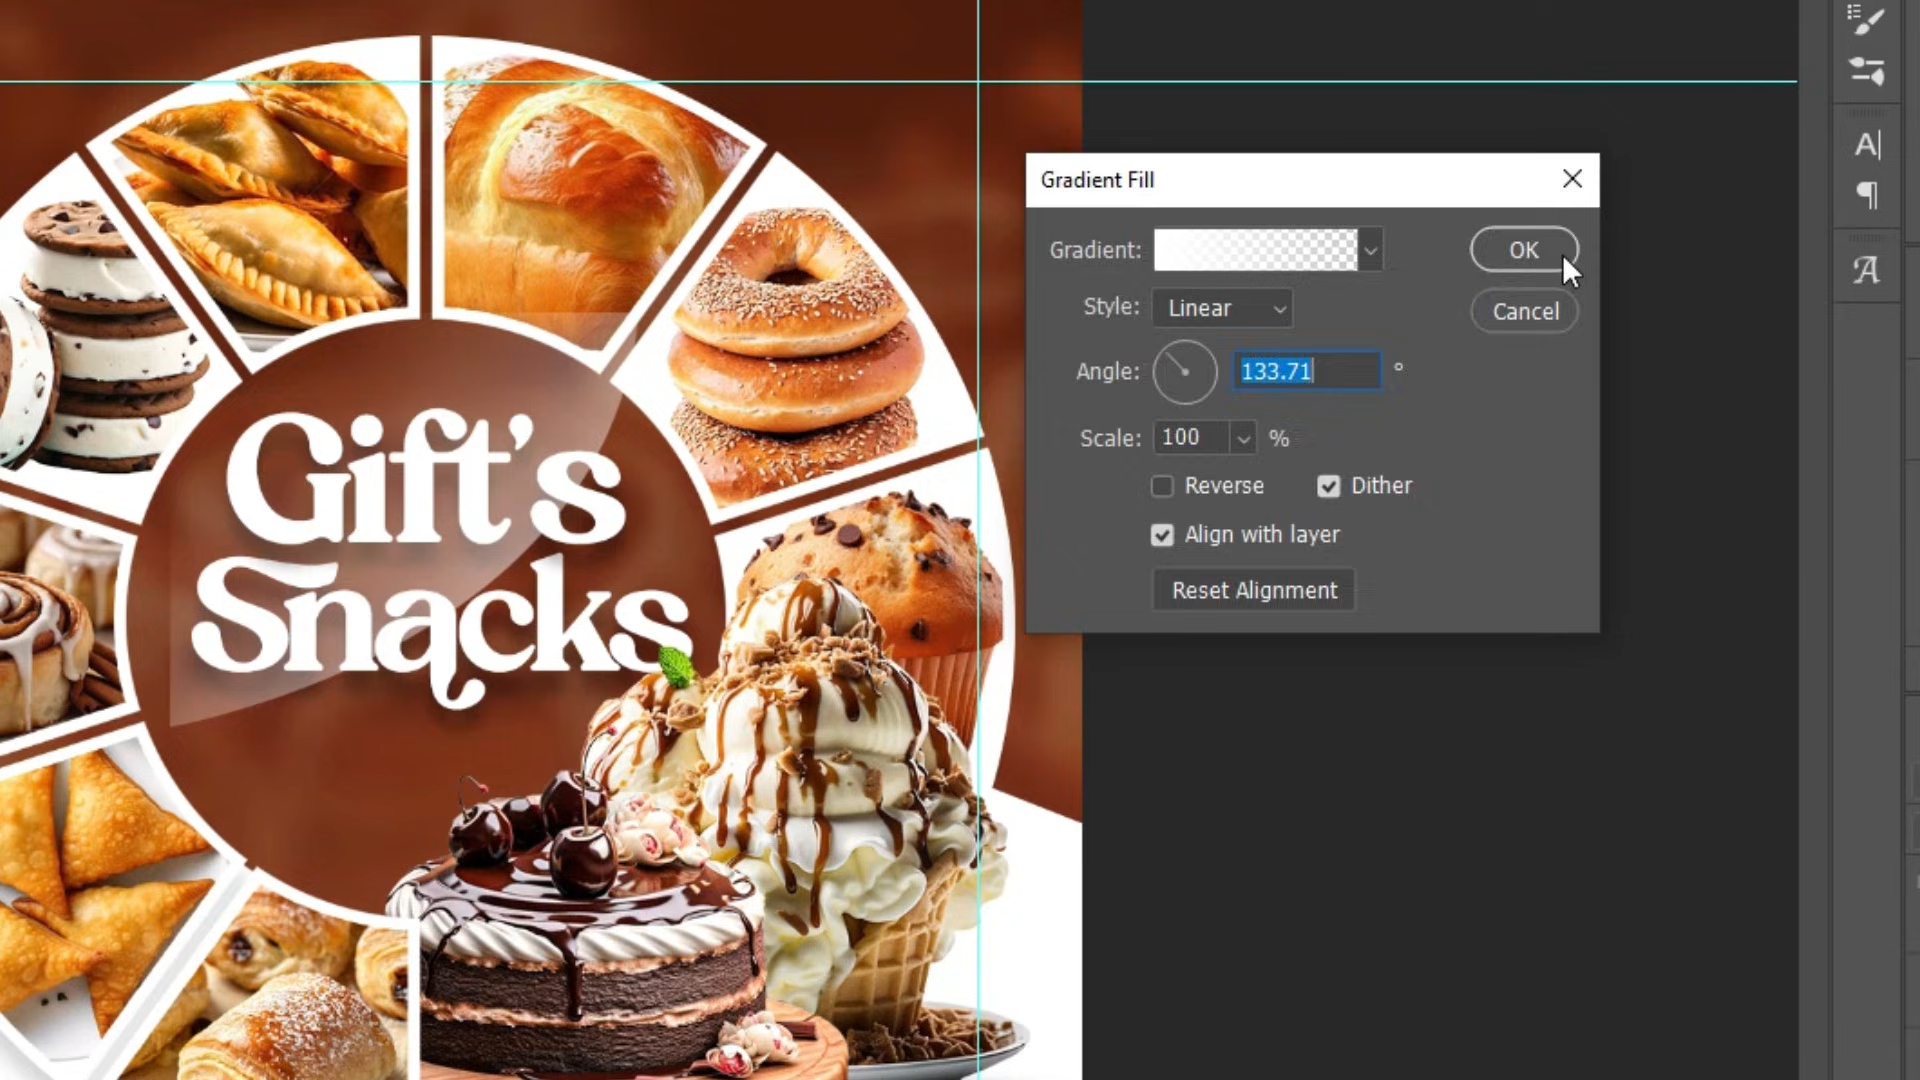 Gift's
Snacks
Gradient Fill
Gradient:
OK
Style: Linear
Cancel
Angle: 133.71 °
Scale: 100 %
Reverse Dither
Align with layer
Reset Alignment